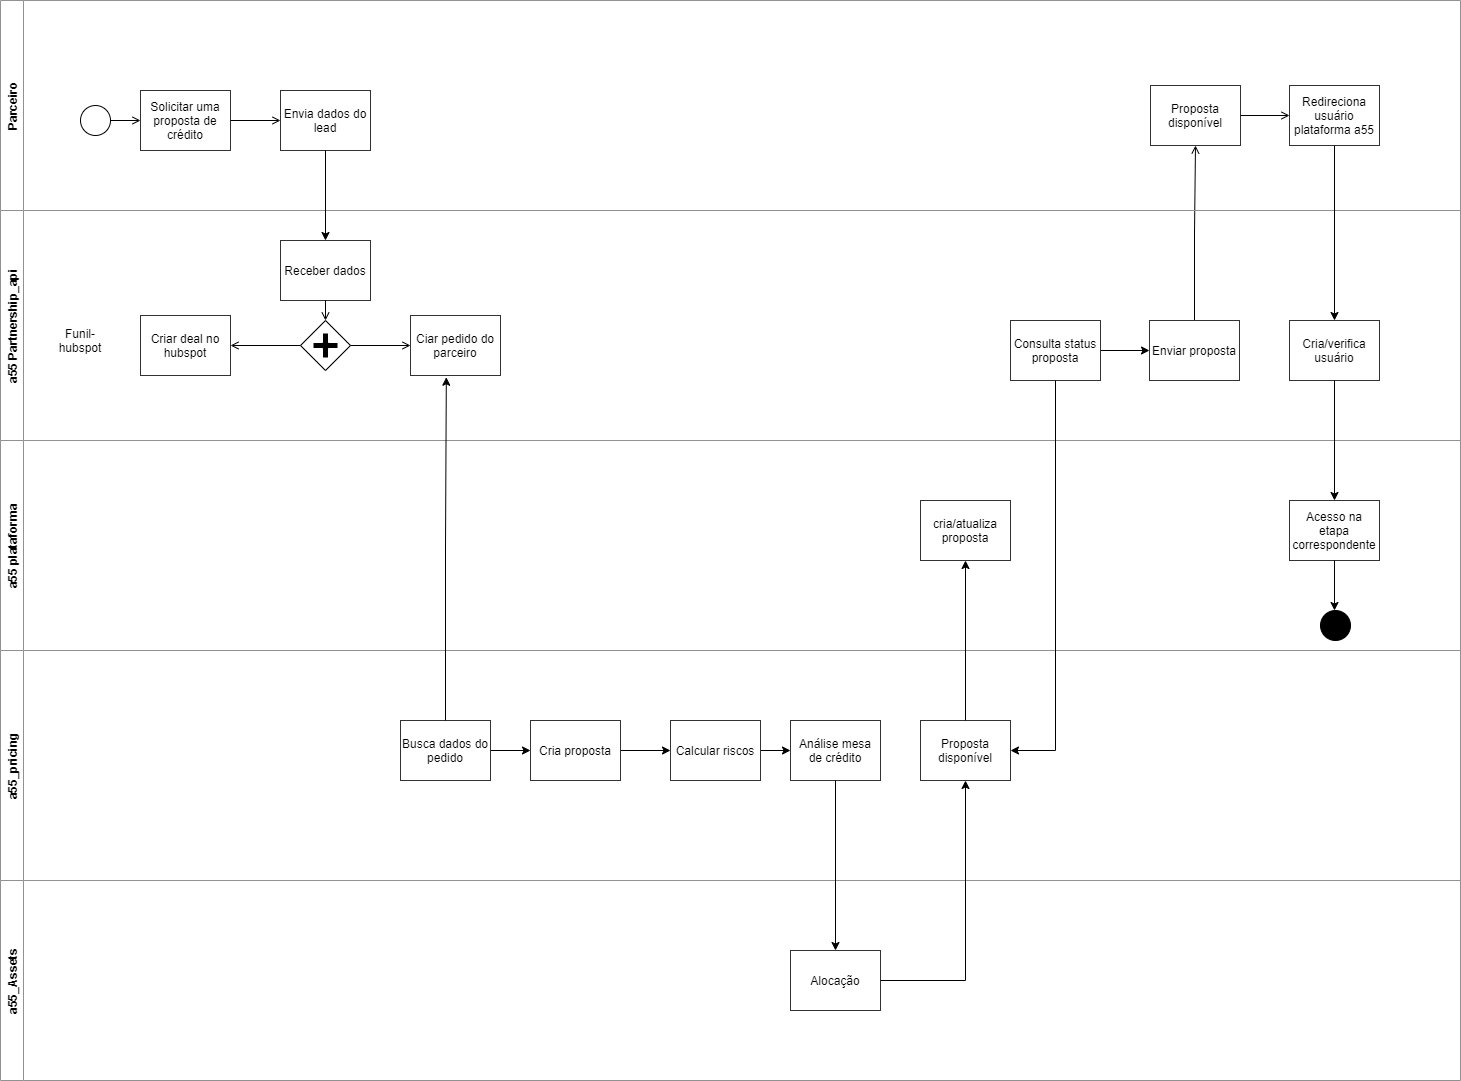 Parceiro
Solicitar uma
proposta de
crédito
Envia dados do
lead
Proposta
disponível
Redireciona
usuário
plataforma a55
a55 Partnership_api
Receber dados
Funil-
hubspot
Criar deal no
hubspot
Ciar pedido do
parceiro
Consulta status
proposta
Enviar proposta
Cria/verifica
usuário
a55 plataforma
cria/atualiza
proposta
Acesso na
etapa
correspondente
a55_pricing
Busca dados do
pedido
Cria proposta
Calcular riscos
Análise mesa
de crédito
Proposta
disponível
a55_Assets
Alocação